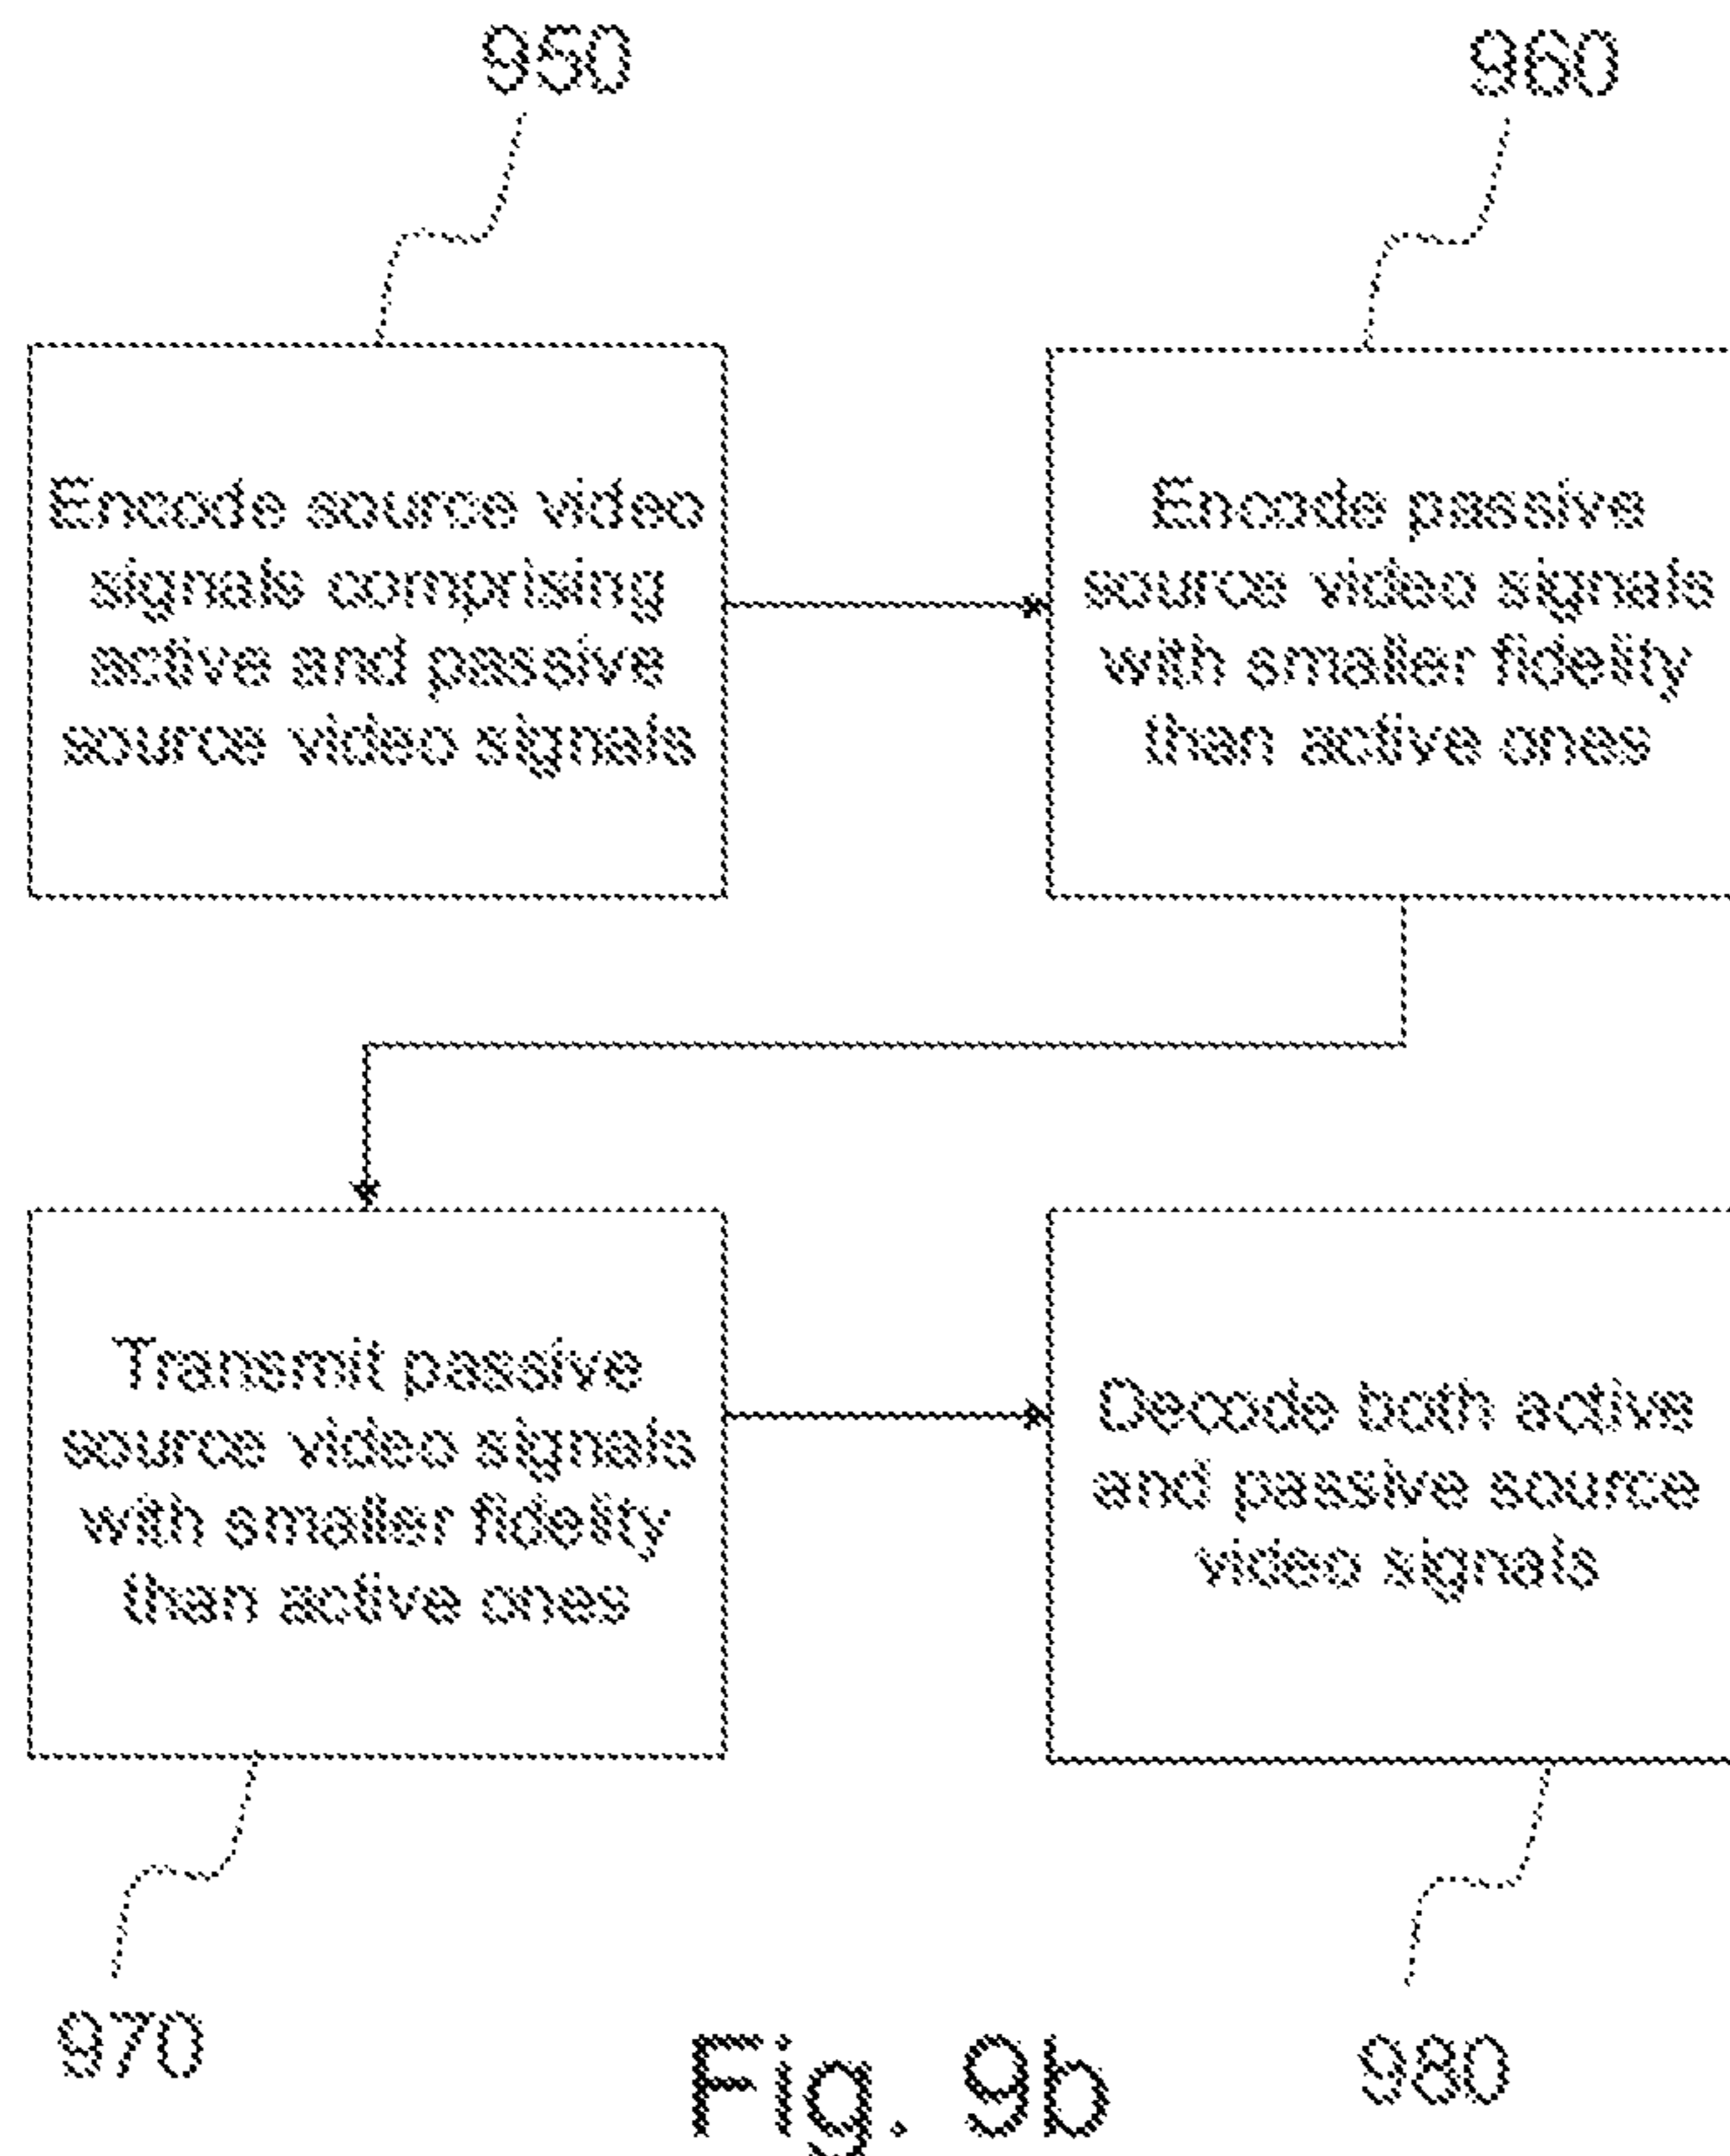 950
960
Encode source video
signals comprising
active and passive
source video signals
Encode passive
source video signals
with smaller fidelity
than active ones
Transmit passive
source video signals
with smaller fidelity
than active ones
Decode both active
and passive source
video signals
970
980
Fig. 9b